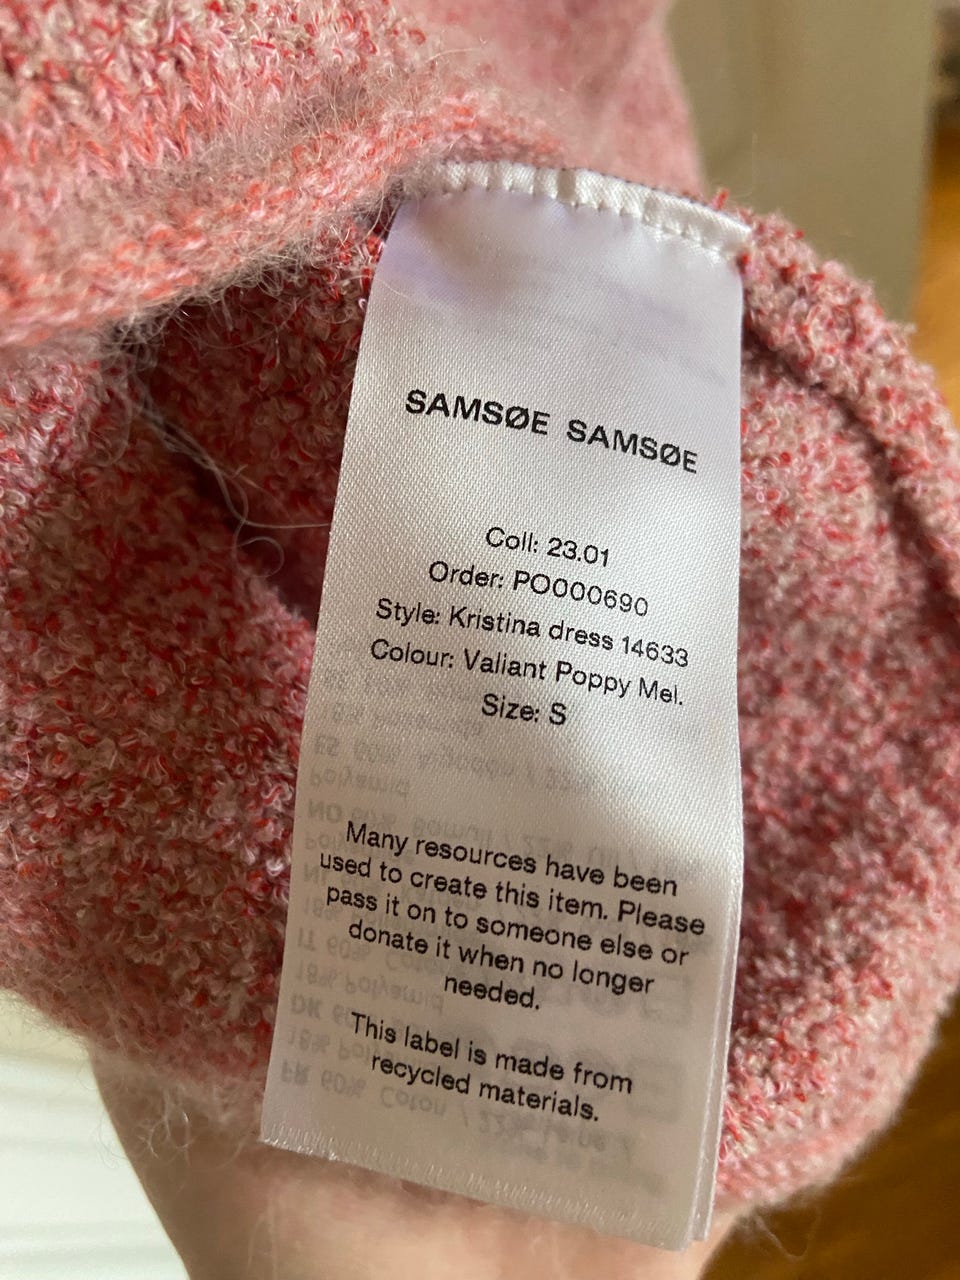 SAMSØE SAMSØE
Coll: 23.01
Order: PO000690
Style: Kristina dress 14633
Colour: Valiant Poppy Mel.
Size: S
Many resources have been
used to create this item. Please
pass it on to someone else or
donate it when no longer
needed.
This label is made from
recycled materials.